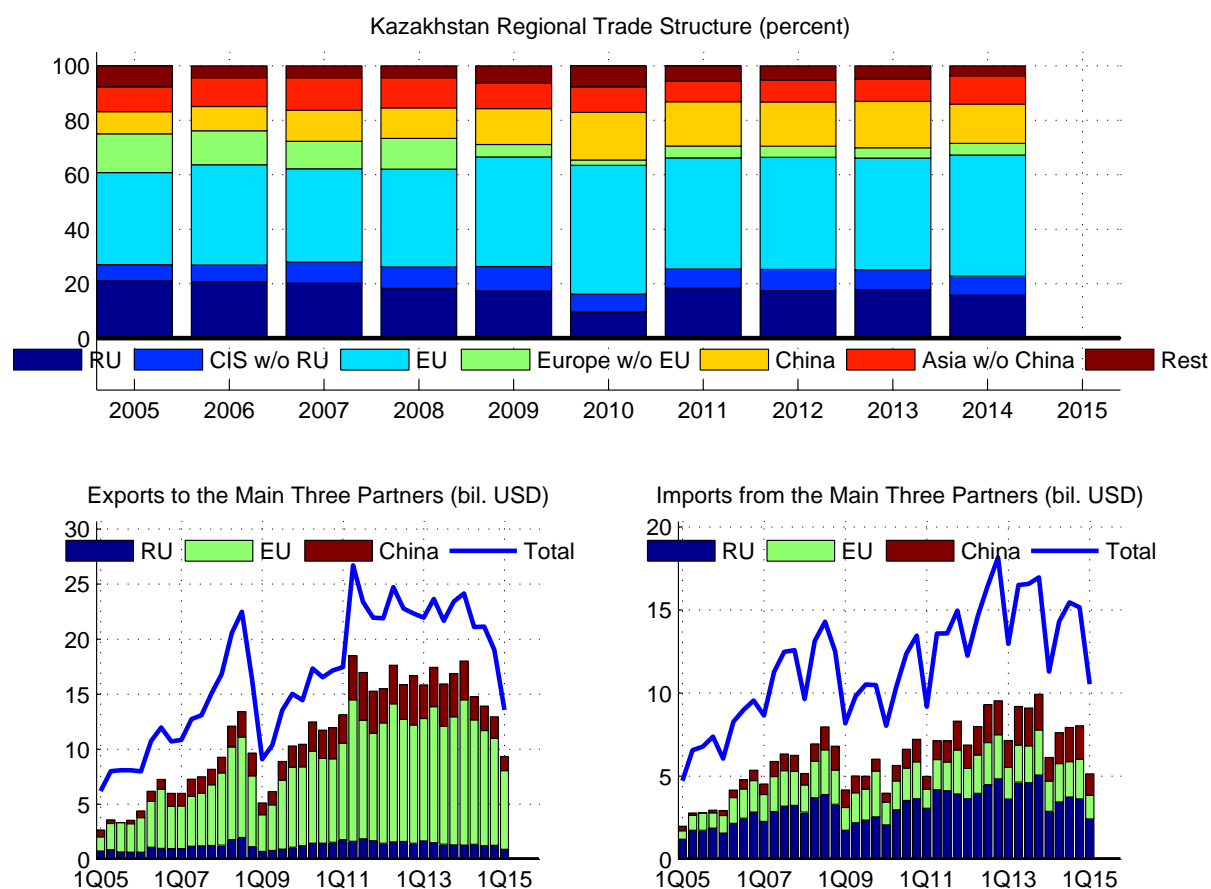 Kazakhstan Regional Trade Structure (percent)
100
80
60
40
20
0
RU CIS w/o RU EU Europe w/o EU China Asia w/o China Rest
2005 2006 2007 2008 2009 2010 2011 2012 2013 2014 2015
Exports to the Main Three Partners (bil. USD)
30
RU EU China Total
25
20
15
10
5
0
1Q05 1Q07 1Q09 1Q11 1Q13 1Q15
Imports from the Main Three Partners (bil. USD)
20
RU EU China Total
15
10
5
0
1Q05 1Q07 1Q09 1Q11 1Q13 1Q15